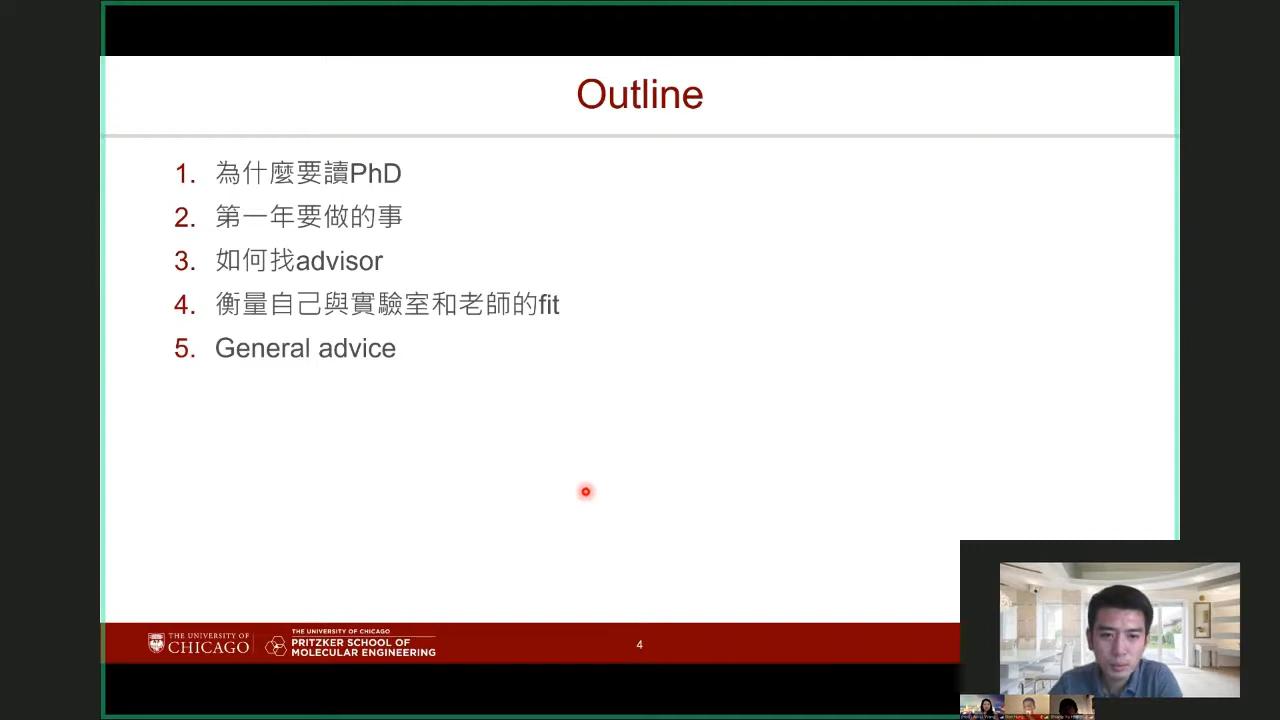 Outline
1. 為什麼要讀PhD
2. 第一年要做的事
3. 如何找advisor
4. 衡量自己與實驗室和老師的fit
5. General advice
THE UNIVERSITY OF
CHICAGO
THE UNIVERSITY OF CHICAGO
PRITZKER SCHOOL OF
MOLECULAR ENGINEERING
4